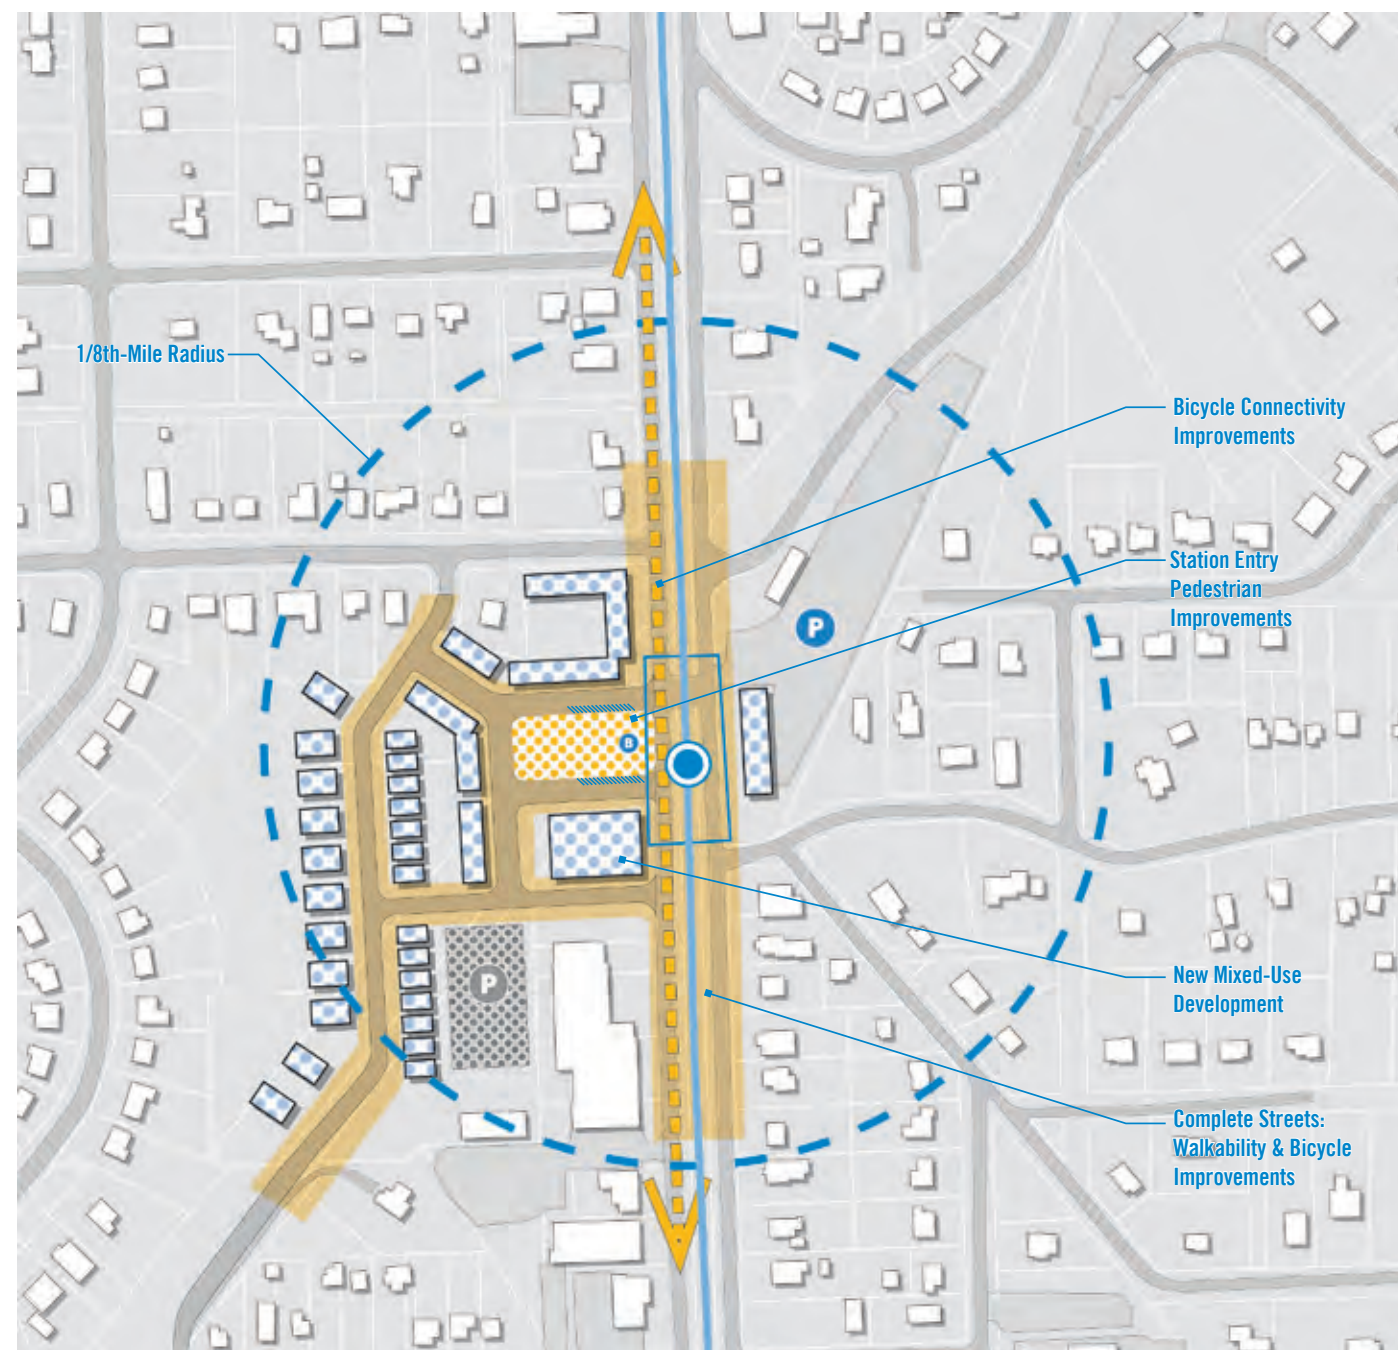 1/8th-Mile Radius
Bicycle Connectivity
Improvements
Station Entry
Pedestrian
Improvements
P
B
New Mixed-Use
Development
P
Complete Streets:
Walkability & Bicycle
Improvements